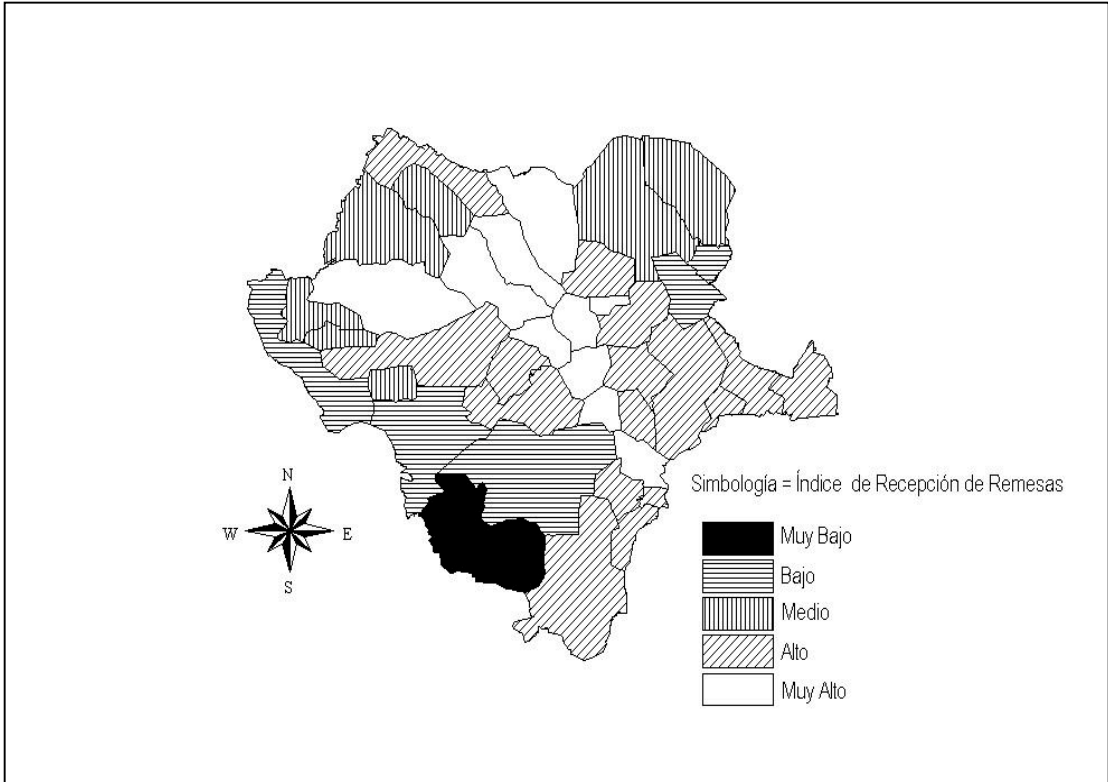 Simbología = Índice de Recepción de Remesas
N
W
E
S
Muy Bajo
Bajo
Medio
Alto
Muy Alto